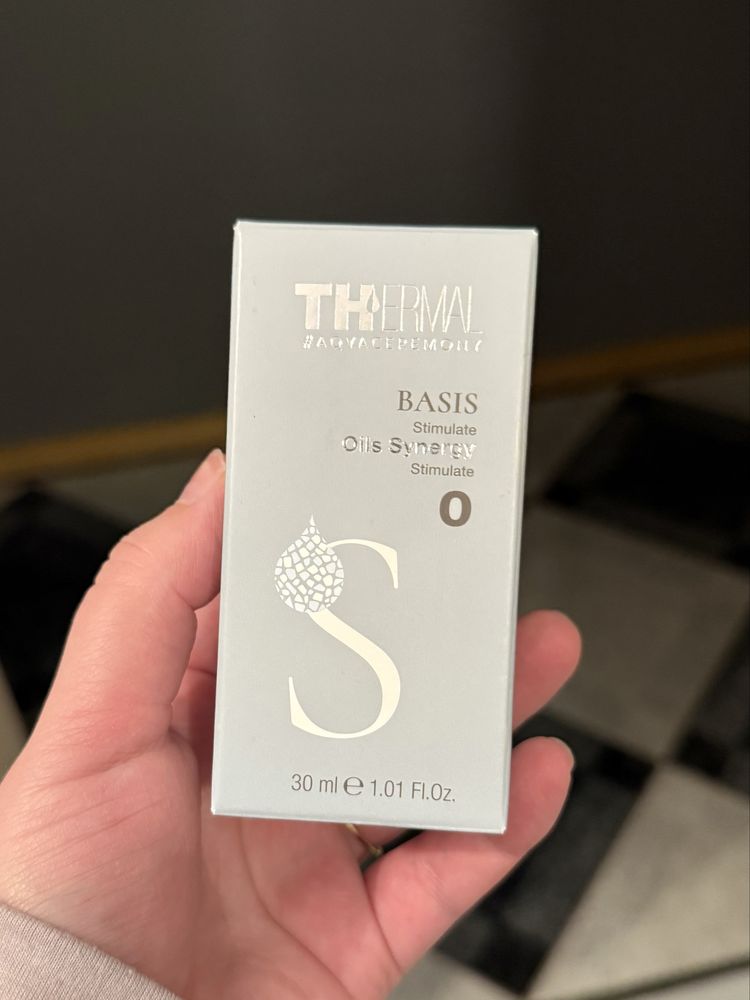 THERMAL
#AQVACEREMONY
BASIS
Stimulate
Oils Synergy
Stimulate
0
S
30 ml e 1.01 Fl.Oz.